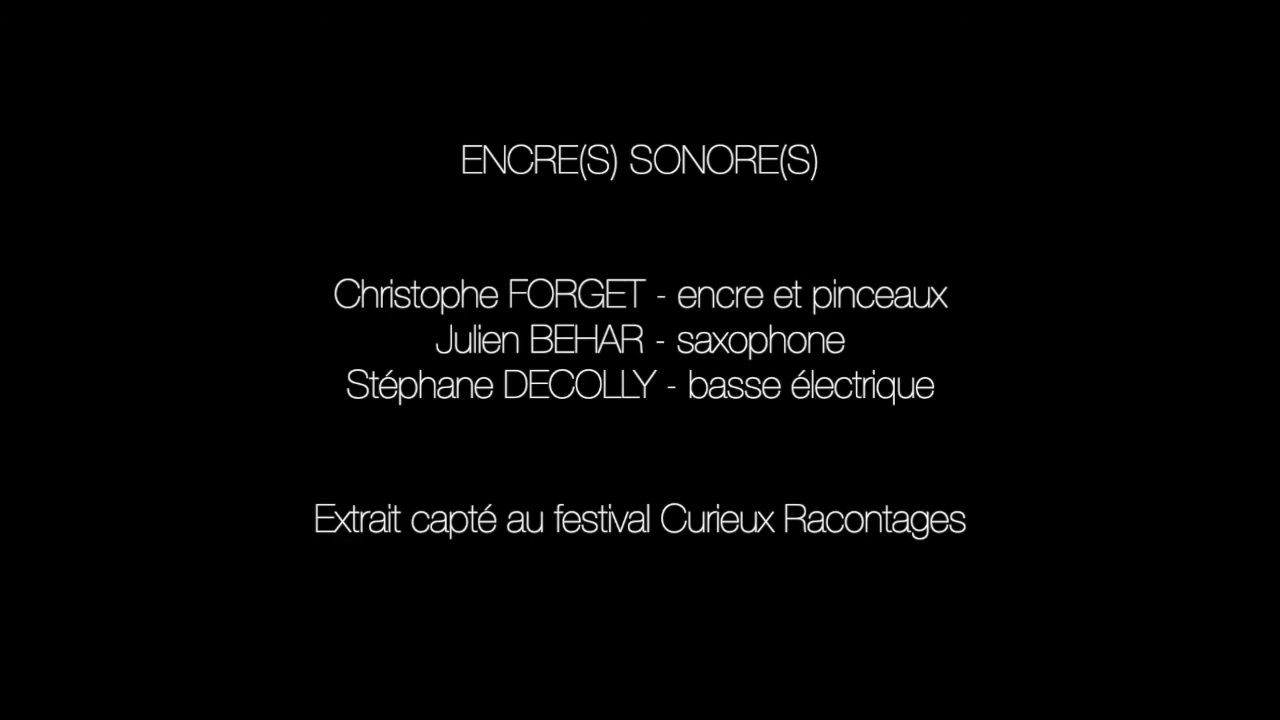 ENCRE(S) SONORE(S)
Christophe FORGET - encre et pinceaux
Julien BEHAR - saxophone
Stéphane DECOLLY - basse électrique
Extrait capté au festival Curieux Racontages